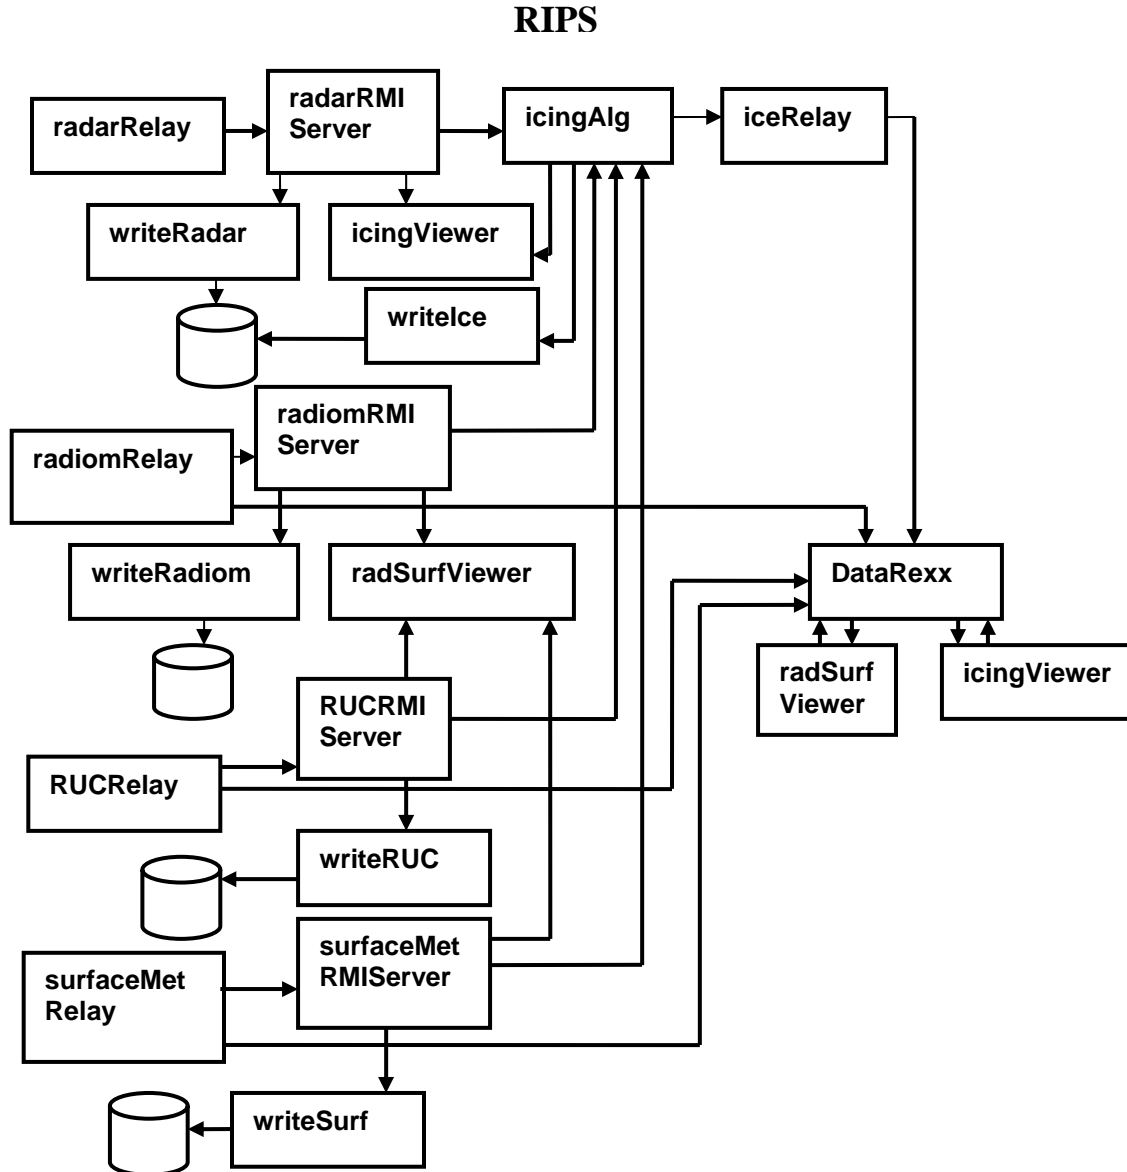 RIPS
radarRelay
radarRMI
Server
icingAlg
iceRelay
writeRadar
icingViewer
writeIce
radiomRMI
Server
radiomRelay
writeRadiom
radSurfViewer
DataRexx
radSurf
Viewer
icingViewer
RUCRMI
Server
RUCRelay
writeRUC
surfaceMet
RMIServer
surfaceMet
Relay
writeSurf